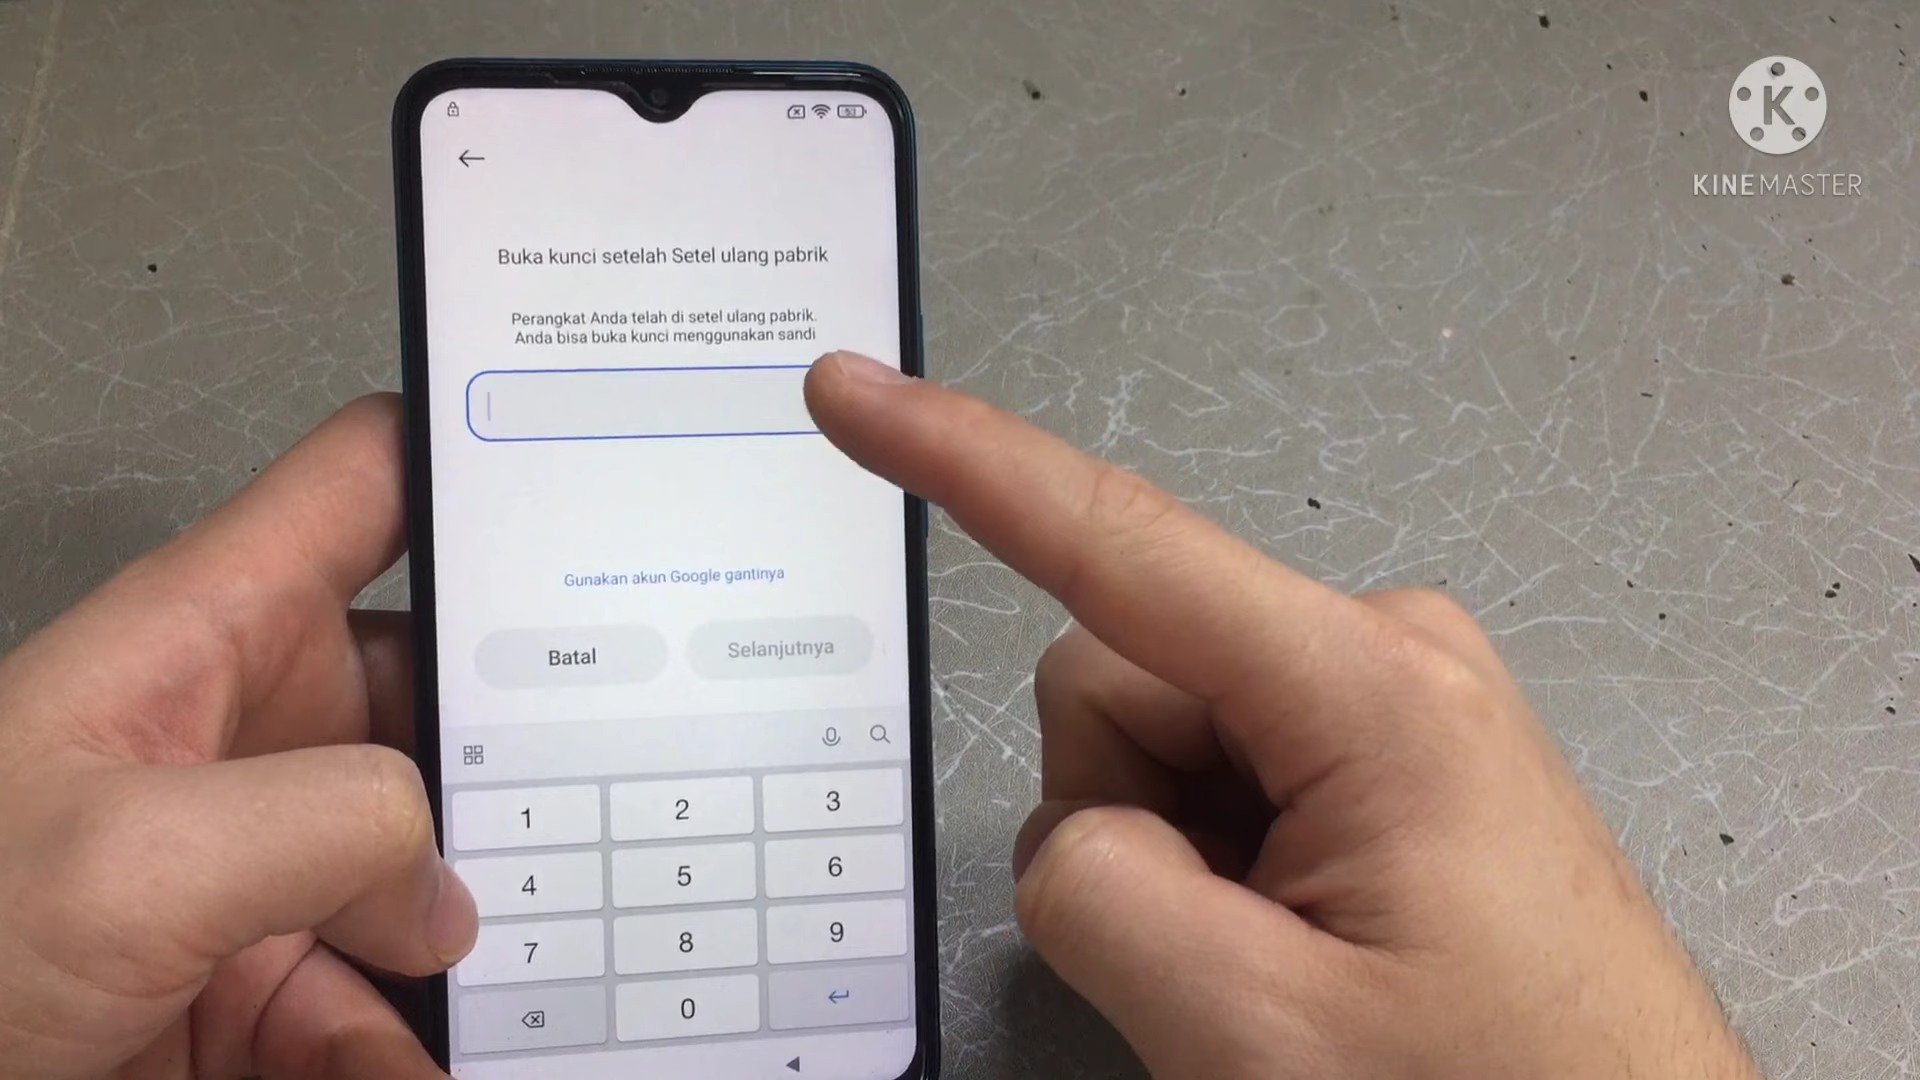 53
K
KINEMASTER
Buka kunci setelah Setel ulang pabrik
Perangkat Anda telah di setel ulang pabrik.
Anda bisa buka kunci menggunakan sandi
Gunakan akun Google gantinya
Batal
Selanjutnya
1
2
3
4
5
6
7
8
9
0